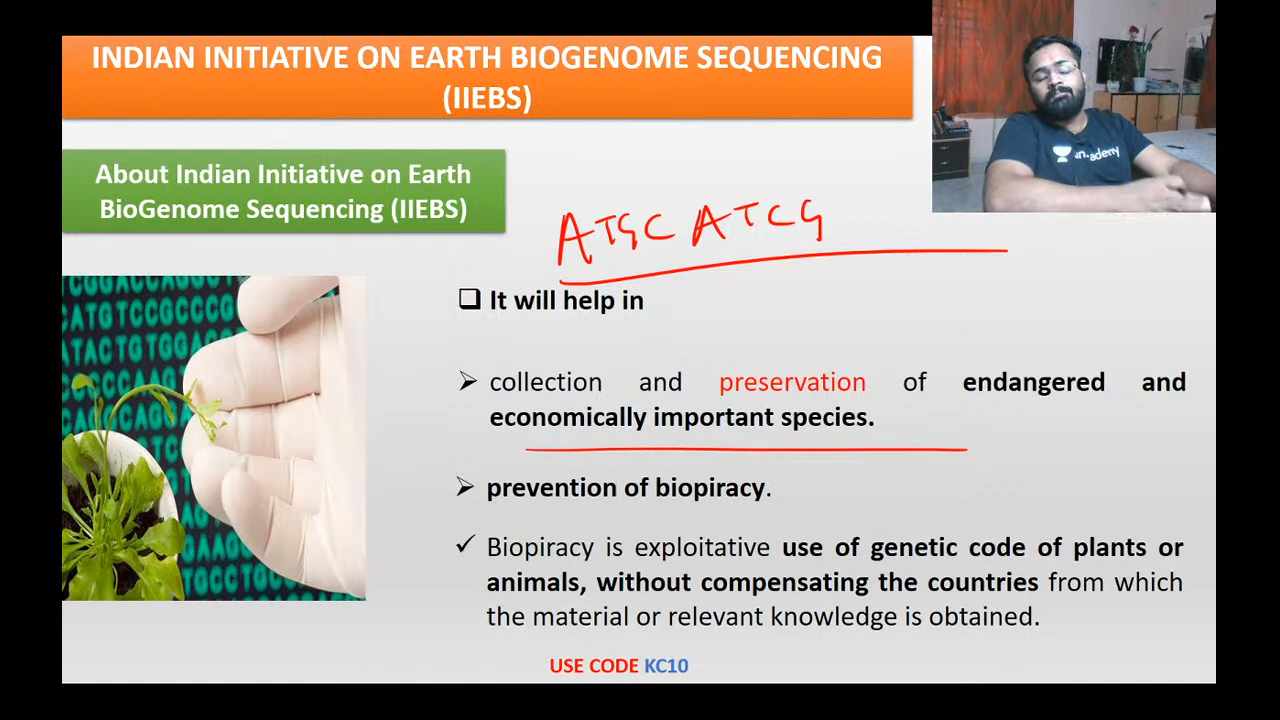 INDIAN INITIATIVE ON EARTH BIOGENOME SEQUENCING
(IIEBS)
About Indian Initiative on Earth
BioGenome Sequencing (IIEBS)
ATGC ATCG
It will help in
collection and preservation of endangered and
economically important species.
prevention of biopiracy.
Biopiracy is exploitative use of genetic code of plants or
animals, without compensating the countries from which
the material or relevant knowledge is obtained.
USE CODE KC10